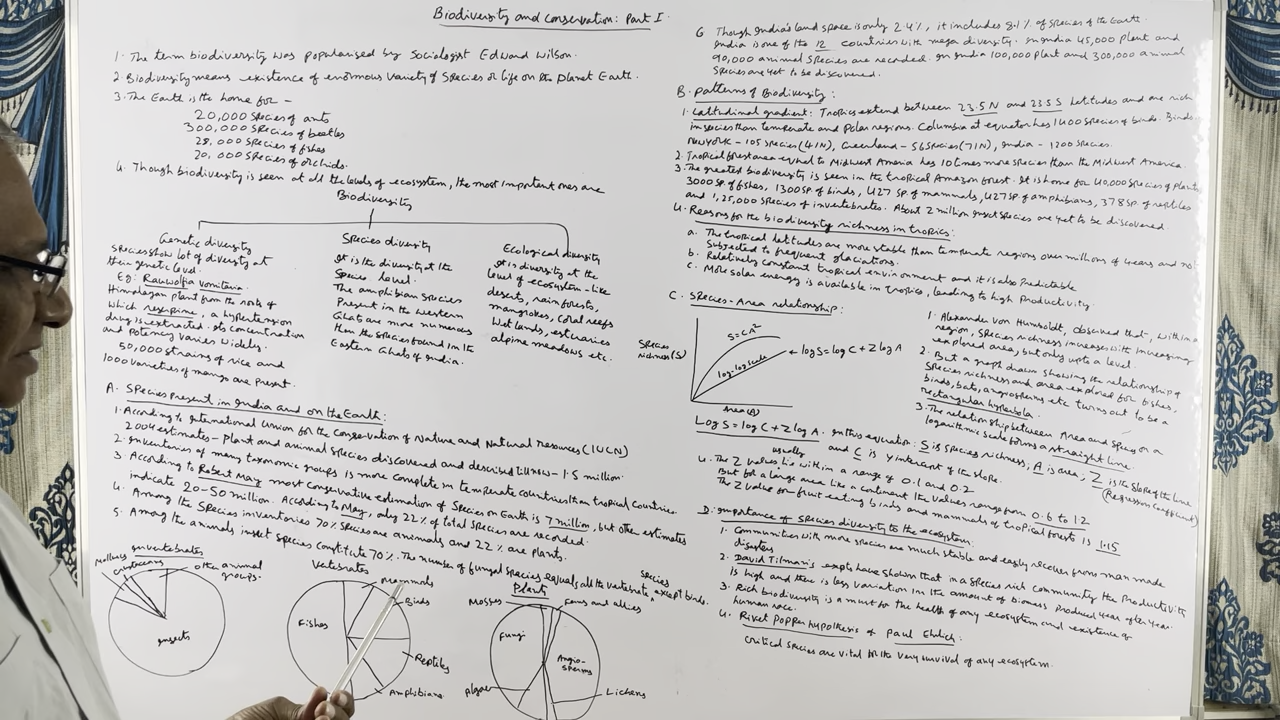 Biodiversity and conservation: Part I
1. The term biodiversity was popularised by Sociologist Edward Wilson.
2. Biodiversity means existence of enormous variety of species or life on the Planet Earth.
3. The Earth is the home for -
20,000 species of ants
300,000 species of beatles
28,000 species of fishes
20,000 species of orchids.
4. Though biodiversity is seen at all the levels of ecosystem, the most important ones are
Biodiversity
Genetic diversity
Species show lot of diversity at
their genetic level.
Eg: Rauwolfia vomitaria
Himalayan plant from the roots of
which reserpine, a hypertension
drug is extracted. Its concentration
and potency varies widely.
50,000 strains of rice and
1000 varieties of mango are present.
Species diversity
It is the diversity at the
species level.
The amphibian species
Present in the Western
Ghats are more numerous
than the species found in the
Eastern Ghats of India.
Ecological diversity
It is diversity at the
level of ecosystem - like
deserts, rain forests,
mangrokes, coral reefs
Wet lands, estuaries
alpine meadows etc.
A. Species present in India and on the Earth:
1. According to International Union for the Conservation of Nature and Natural Resources (IUCN)
2004 estimates - Plant and animal species discovered and described till now - 1.5 million.
2. Inventories of many taxonomic groups is more complete in temperate countries than tropical countries.
3. According to Robert May most conservative estimation of species on Earth is 7 million, but other estimates
indicate 20-50 million. According to May, only 22% of total species are recorded.
4. Among the species inventories 70% species are animals and 22% are plants.
5. Among the animals insect species constitute 70%. The number of fungal species equals all the vertebrate species except birds.
Invertebrates
Molluscs
crustaceans
other animal
groups.
insects
Vertebrates
mammals
Birds
Fishes
Reptiles
Amphibians
Plants
Mosses
ferns and allies
Fungi
Angio-
sperms
Algae
Lichens
6 Though India's land space is only 2.4%, it includes 8.1% of species of the Earth.
India is one of the 12 countries with mega diversity. In India 45,000 plant and
90,000 animal species are recorded. In India 100,000 plant and 300,000 animal
species are yet to be discovered.
B. Patterns of Biodiversity:
1. Latitudinal gradient: Tropics extend between 23.5 N and 23.5 S latitudes and are rich
in species than temperate and Polar regions. Columbia at equator has 1400 species of birds. Birds in
New York - 105 species (41N), Greenland - 56 species (71N), India - 1200 species.
2. Tropical forest area equal to Midwest America has 10 times more species than the Midwest America.
3. The greatest biodiversity is seen in the tropical Amazon forest. It is home for 40,000 species of plants
3000 sp. of fishes, 1300 sp. of birds, 427 sp. of mammals, 427 sp. of amphibians, 378 sp. of reptiles
and 1,25,000 species of invertebrates. About 2 million insect species are yet to be discovered.
4. Reasons for the biodiversity richness in tropics:
a. The tropical latitudes are more stable than temperate regions over millions of years and not
Subjected to frequent glaciations.
b. Relatively constant tropical environment and it is also predictable
c. More solar energy is available in tropics, leading to high Productivity.
C. Species - Area relationship:
Species
richness (S)
log-log scale
log S = log C + Z log A
Area (A)
1. Alexander von Humboldt, observed that, within a
region, species richness increases with increasing
explored area, but only upto a level.
2. But a graph drawn showing the relationship of
Species richness and area explored for fishes,
birds, bats, angiosperms etc turns out to be a
rectangular hyperbola.
3. The relationship between Area and species on a
logarithmic scale forms a straight line.
Log S = log C + Z log A. In this equation: S is species richness, A is area, Z is the slope of the line
and C is y intercept of the slope.
(Regression coefficient)
4. The Z values usually lie within a range of 0.1 and 0.2
But for a large area like a continent the values range from 0.6 to 1.2
The Z value for fruit eating birds and mammals of tropical forests is 1.15
D. Importance of species diversity to the ecosystem:
1. Communities with more species are much stable and easily recover from man made
disasters
2. David Tilman's expts have shown that in a species rich community the Productivity
is high and there is less variation in the amount of biomass produced year after year.
3. Rich biodiversity is a must for the health of any ecosystem and existence of
human race.
4. Rivet Popper hypothesis of Paul Ehrlich:
Critical species are vital for the very survival of any ecosystem.